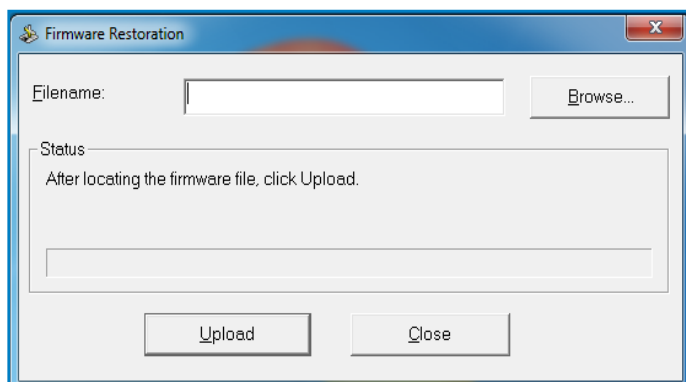 Firmware Restoration
Filename:
Browse...
Status
After locating the firmware file, click Upload.
Upload
Close